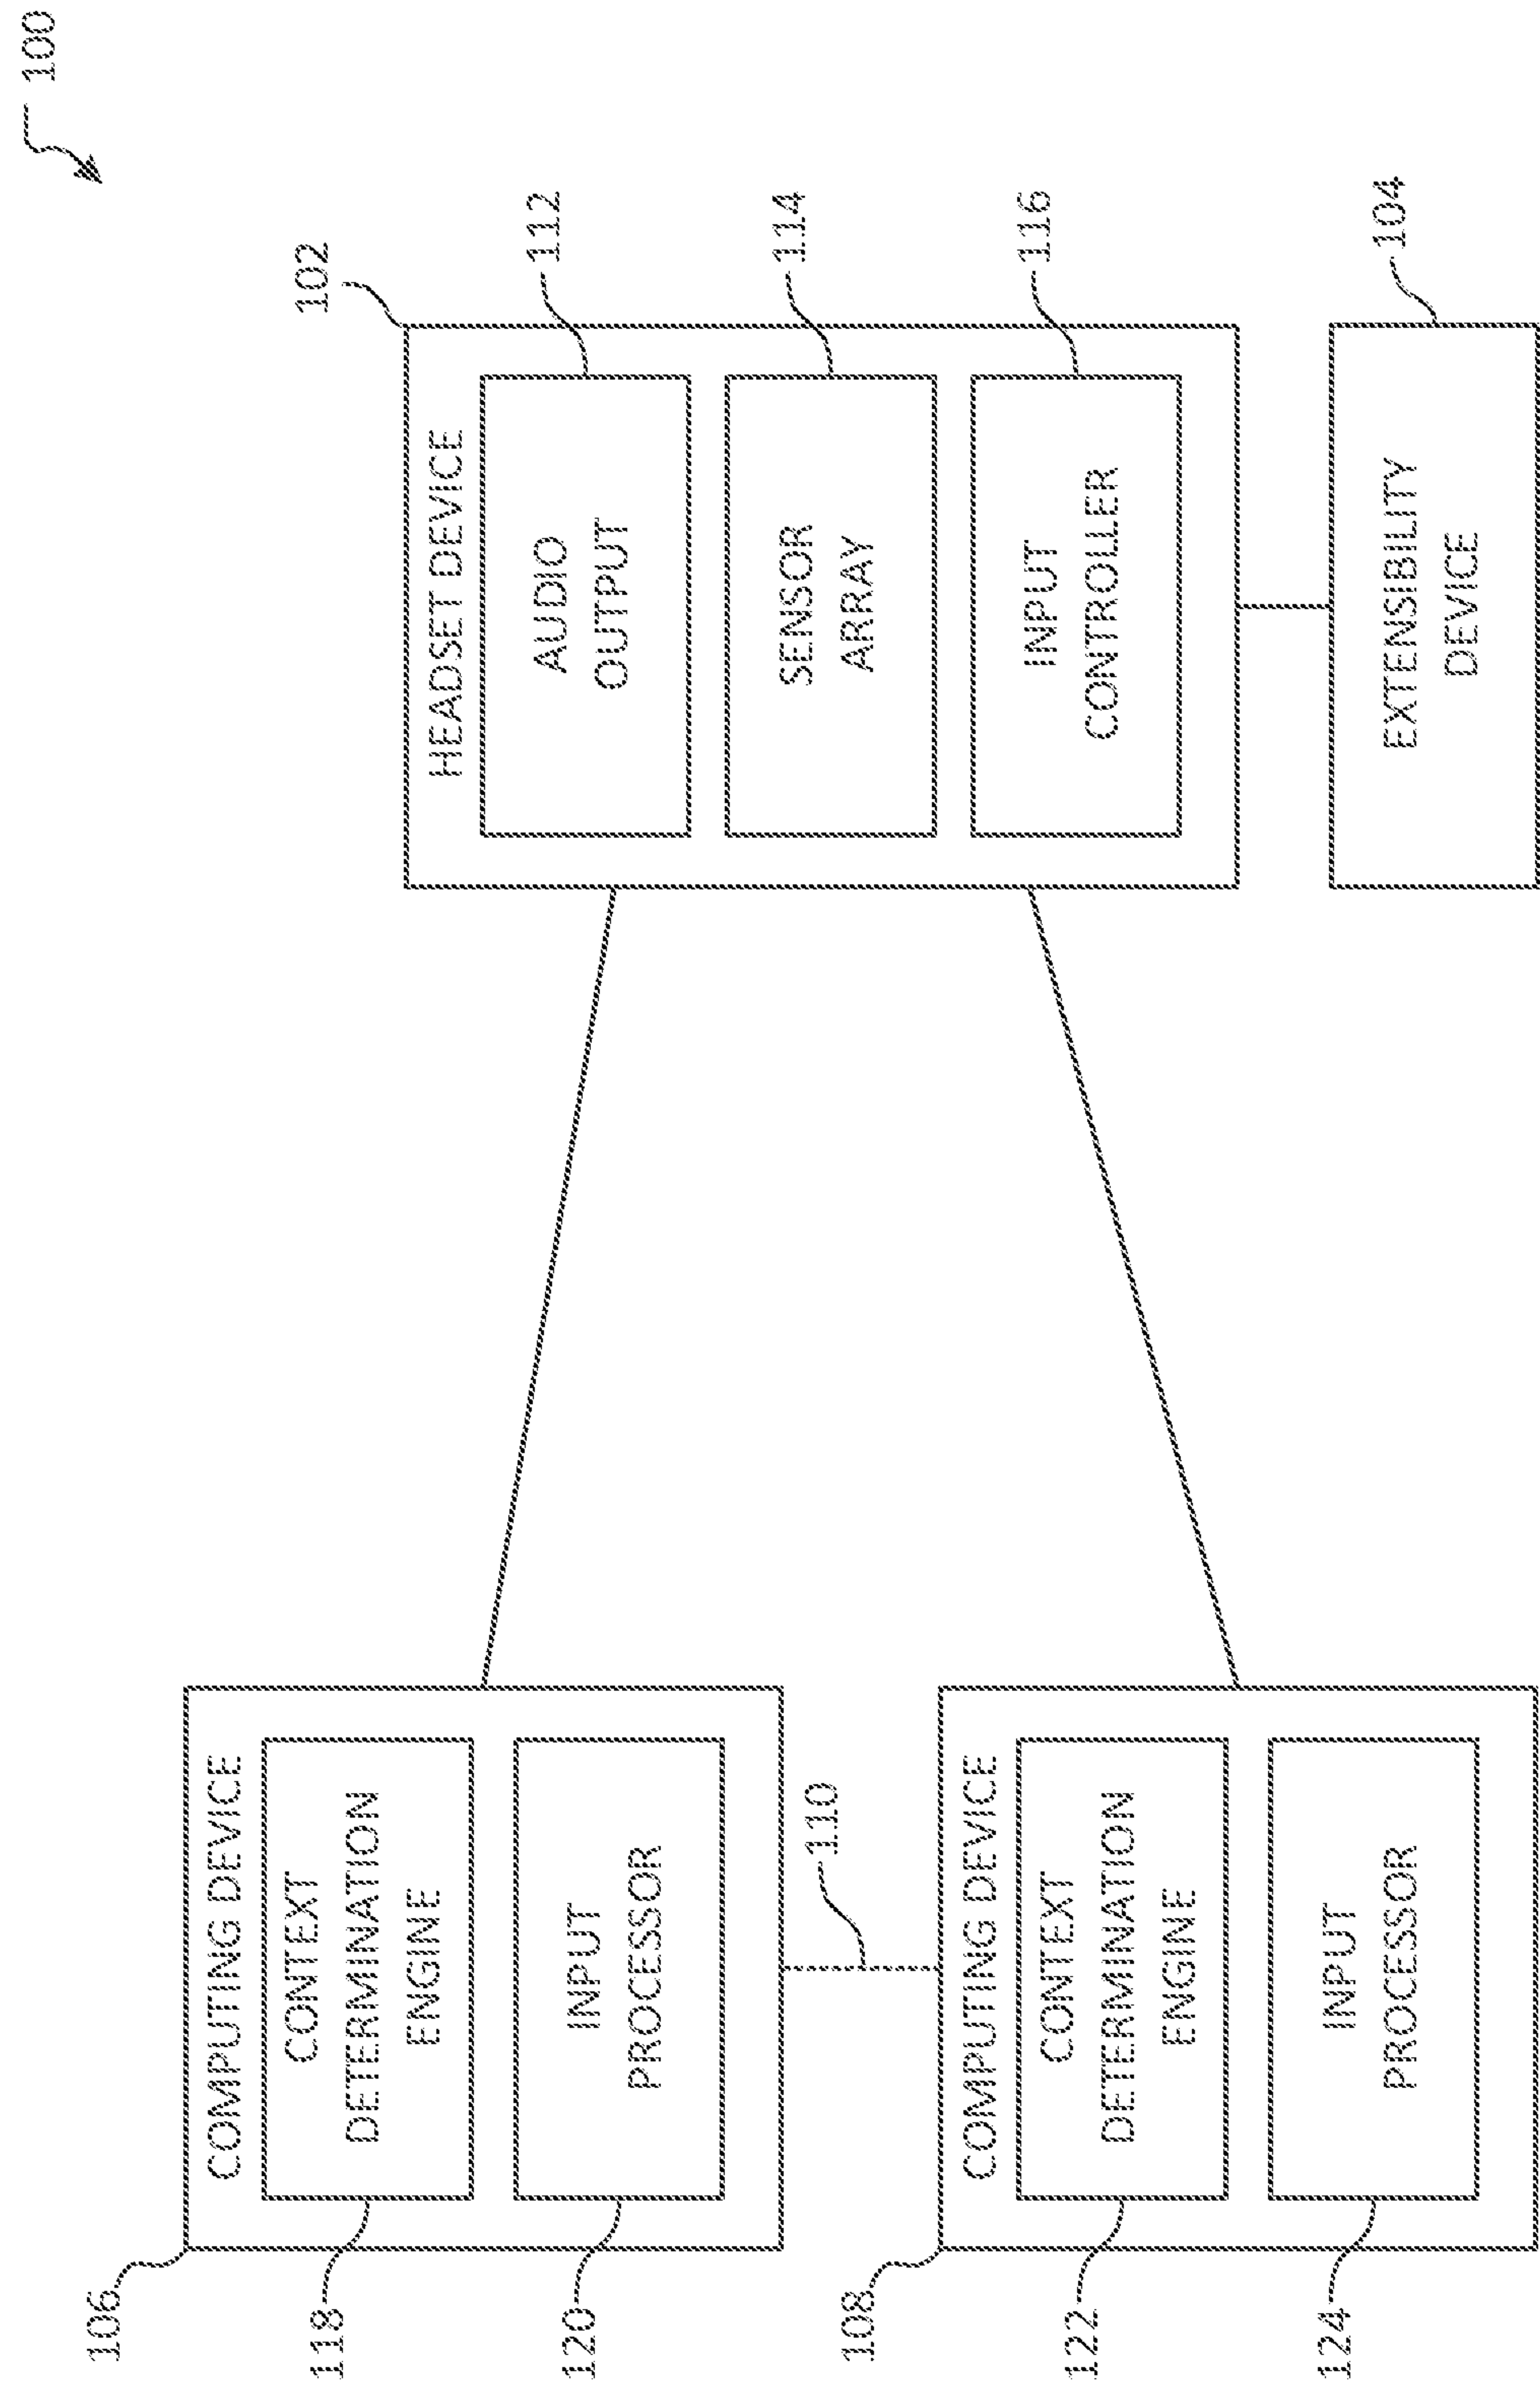 100
106
COMPUTING DEVICE
118
CONTEXT
DETERMINATION
ENGINE
120
INPUT
PROCESSOR
110
108
COMPUTING DEVICE
122
CONTEXT
DETERMINATION
ENGINE
124
INPUT
PROCESSOR
102
HEADSET DEVICE
AUDIO
OUTPUT
112
SENSOR
ARRAY
114
INPUT
CONTROLLER
116
EXTENSIBILITY
DEVICE
104